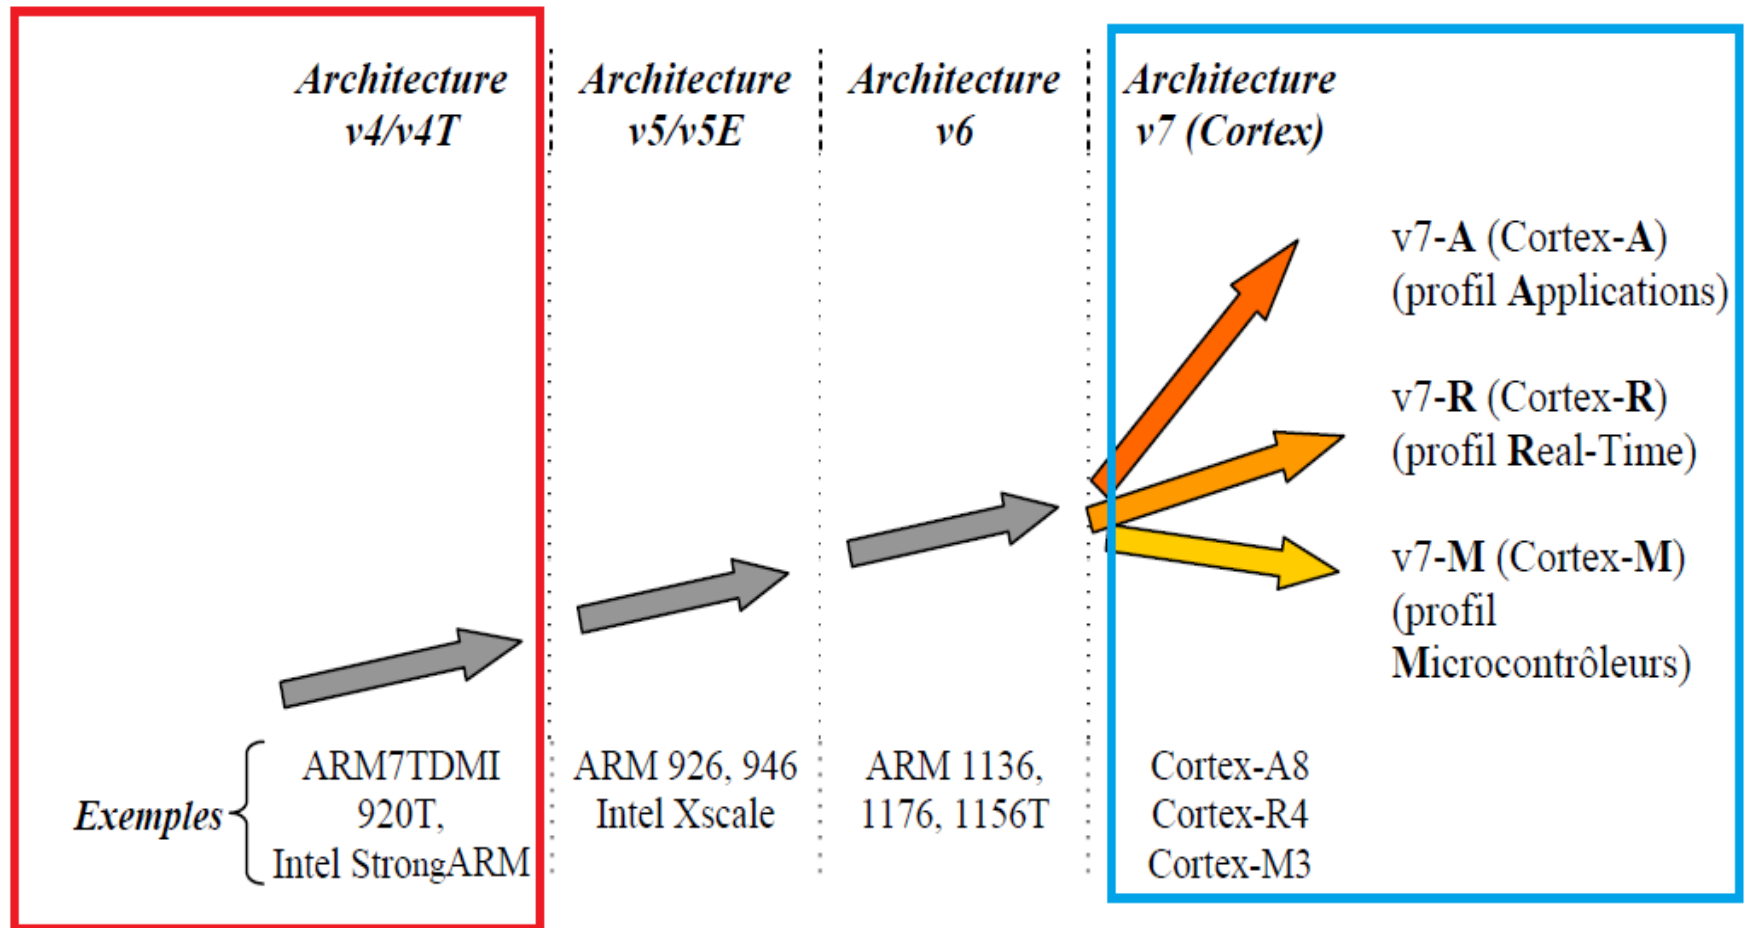 Architecture
v4/v4T
Architecture
v5/v5E
Architecture
v6
Architecture
v7 (Cortex)
v7-A (Cortex-A)
(profil Applications)
v7-R (Cortex-R)
(profil Real-Time)
v7-M (Cortex-M)
(profil
Microcontrôleurs)
Exemples
ARM7TDMI
920T,
Intel StrongARM
ARM 926, 946
Intel Xscale
ARM 1136,
1176, 1156T
Cortex-A8
Cortex-R4
Cortex-M3